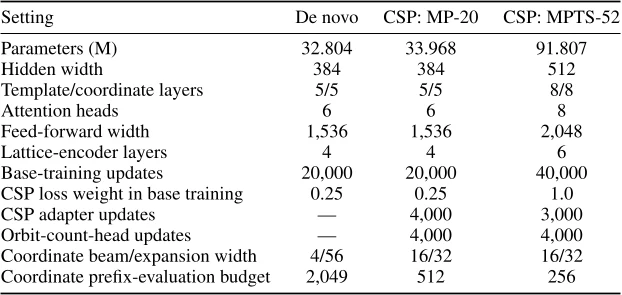 Setting De novo CSP: MP-20 CSP: MPTS-52
Parameters (M) 32.804 33.968 91.807
Hidden width 384 384 512
Template/coordinate layers 5/5 5/5 8/8
Attention heads 6 6 8
Feed-forward width 1,536 1,536 2,048
Lattice-encoder layers 4 4 6
Base-training updates 20,000 20,000 40,000
CSP loss weight in base training 0.25 0.25 1.0
CSP adapter updates — 4,000 3,000
Orbit-count-head updates — 4,000 4,000
Coordinate beam/expansion width 4/56 16/32 16/32
Coordinate prefix-evaluation budget 2,049 512 256